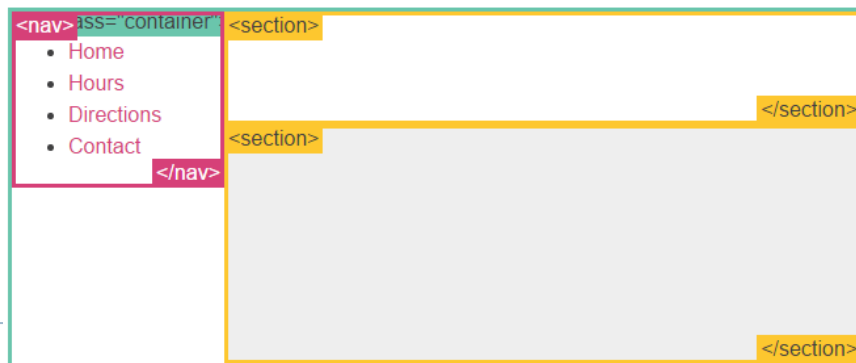 <nav> ass="container"
<section>
Home
Hours
Directions
Contact
</section>
<section>
</nav>
</section>